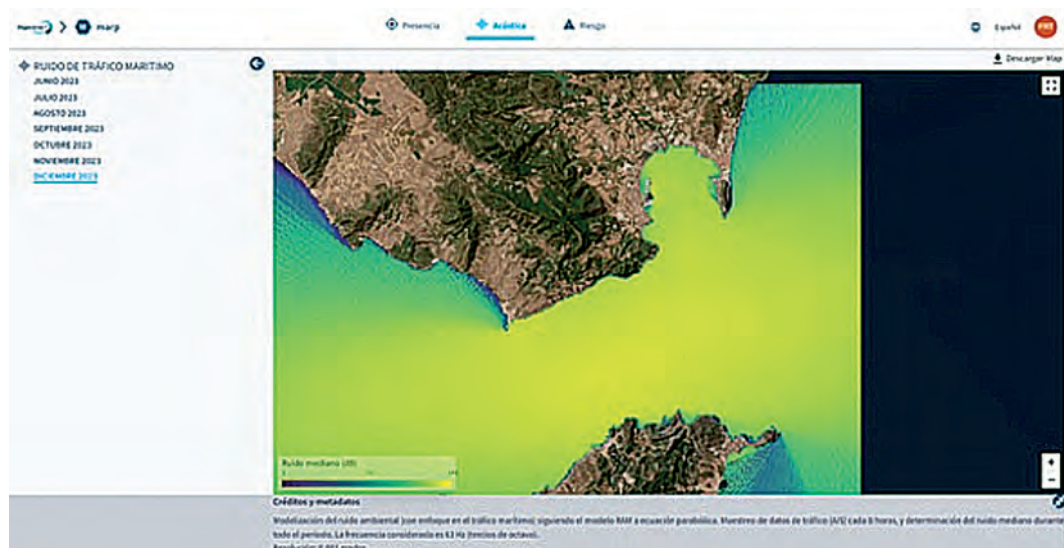 marp
Presencia
Acústica
Riesgo
Español
Descargar Map
RUIDO DE TRÁFICO MARITIMO
JUNIO 2023
JULIO 2023
AGOSTO 2023
SEPTIEMBRE 2023
OCTUBRE 2023
NOVIEMBRE 2023
DICIEMBRE 2023
Ruido mediano (dB)
+
−
Créditos y metadatos
Modelización del ruido ambiental (con enfoque en el tráfico marítimo) siguiendo el modelo RAM a ecuación parabólica. Muestreo de datos de tráfico (AIS) cada horas, y determinación del ruido mediano durante
todo el periodo. La frecuencia considerada es 63 Hz (tercios de octavo).